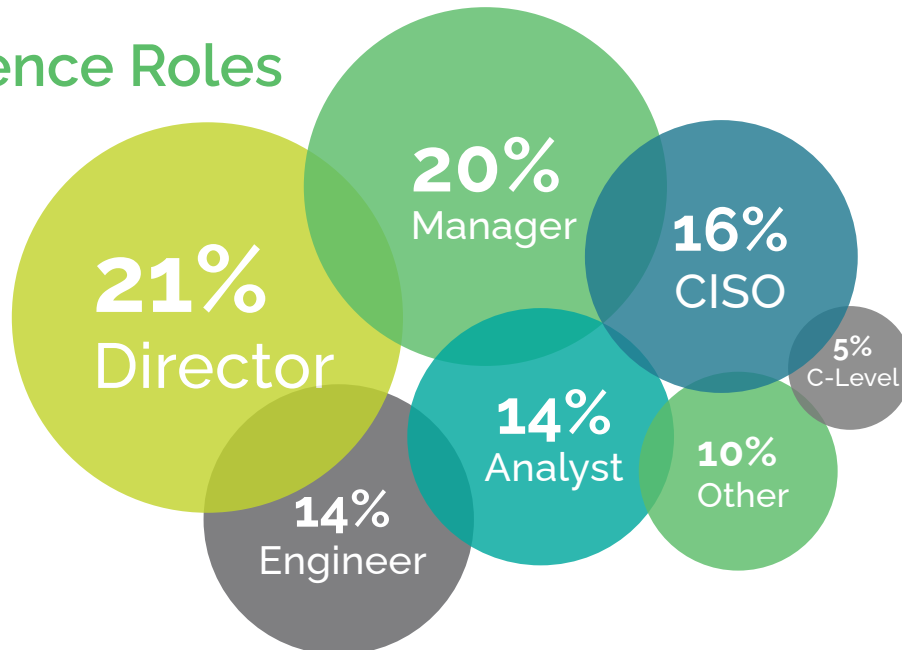 ence Roles
20%
Manager
16%
CISO
21%
Director
5%
C-Level
14%
Analyst
10%
Other
14%
Engineer